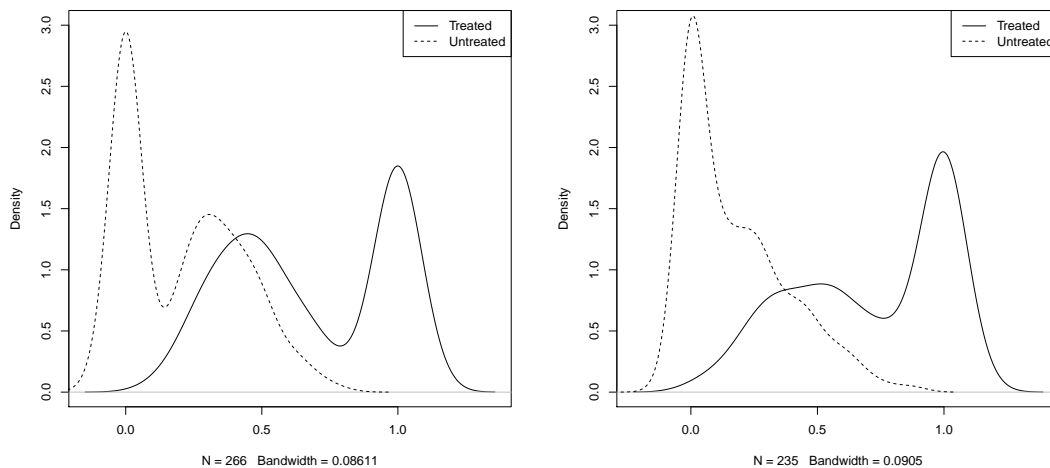 Treated
Untreated
Density
3.0
2.5
2.0
1.5
1.0
0.5
0.0
0.0 0.5 1.0
N = 266 Bandwidth = 0.08611
Treated
Untreated
Density
3.0
2.5
2.0
1.5
1.0
0.5
0.0
0.0 0.5 1.0
N = 235 Bandwidth = 0.0905